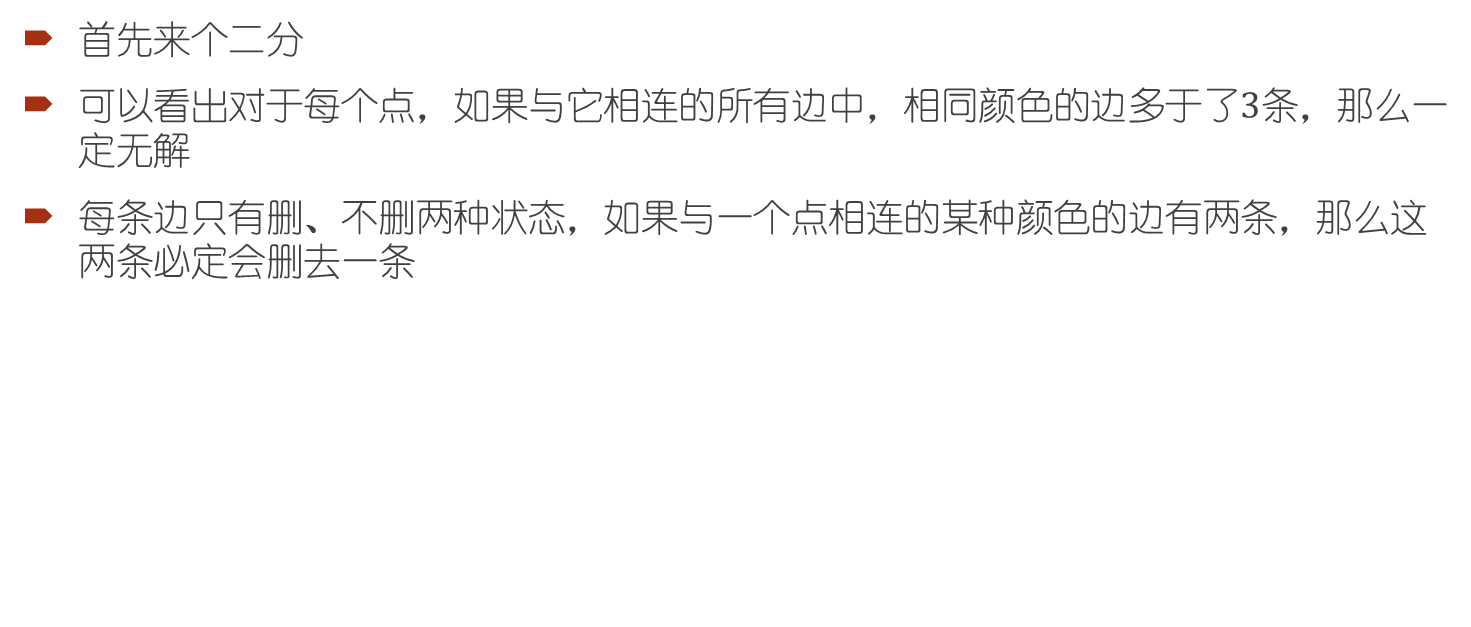 首先来个二分
可以看出对于每个点，如果与它相连的所有边中，相同颜色的边多于了3条，那么一
定无解
每条边只有删、不删两种状态，如果与一个点相连的某种颜色的边有两条，那么这
两条必定会删去一条